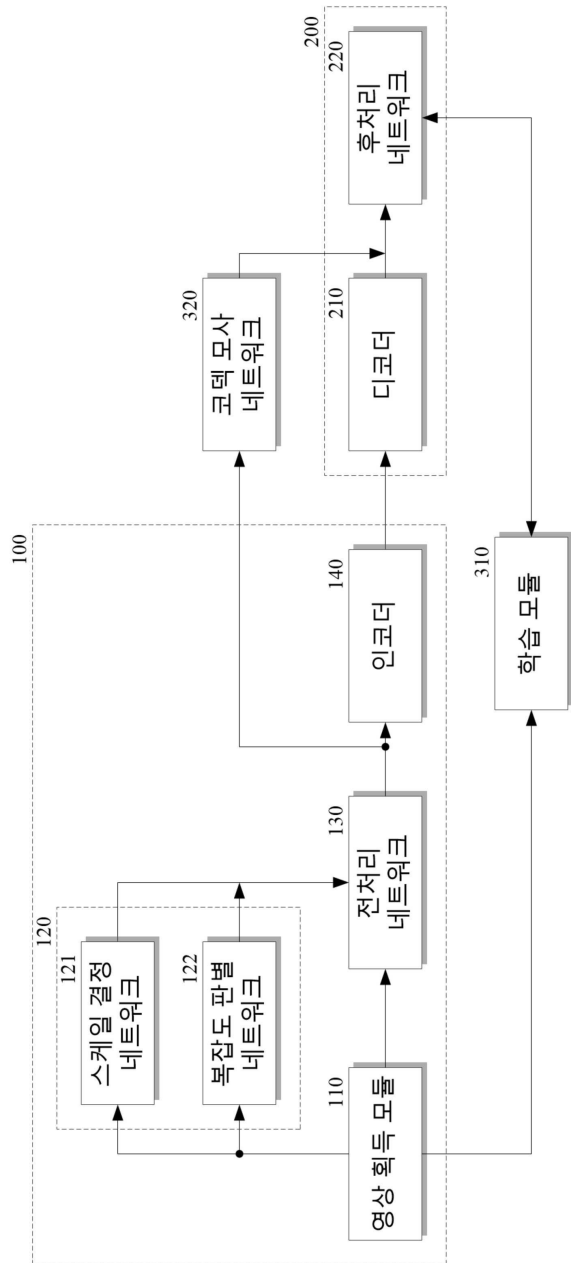 100
120
121
스케일 결정
네트워크
122
복잡도 판별
네트워크
110
영상 획득 모듈
130
전처리
네트워크
140
인코더
320
코덱 모사
네트워크
200
210
디코더
220
후처리
네트워크
310
학습 모듈